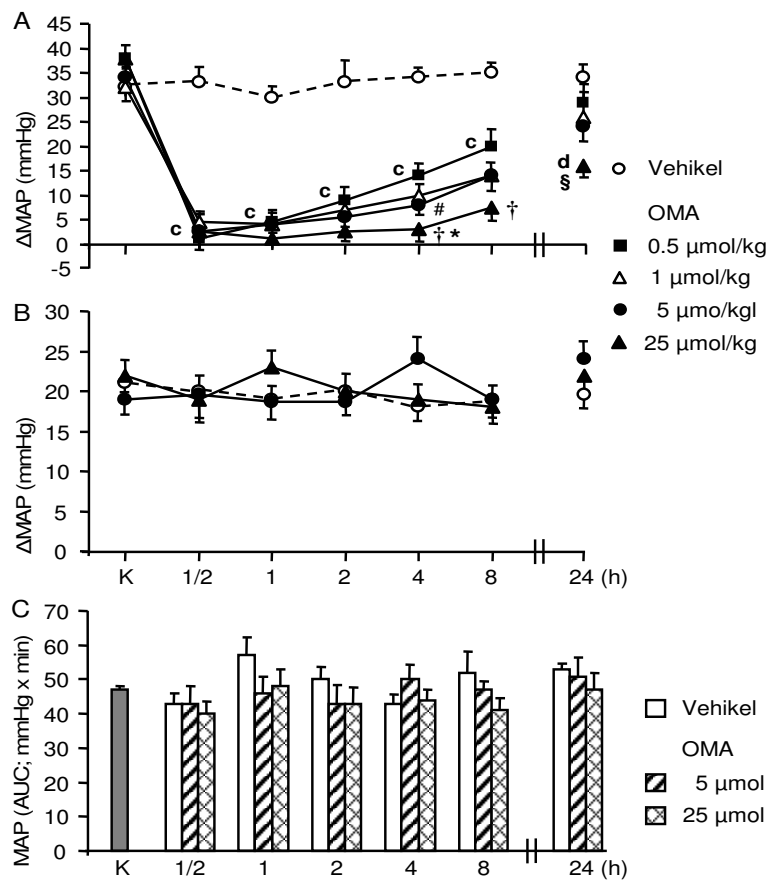 A
ΔMAP (mmHg)
40
35
30
25
20
15
10
5
0
-5
c
c
c
c
c
#
† *
†
d
§
Vehikel
OMA
0.5 µmol/kg
1 µmol/kg
5 µmo/kgl
25 µmol/kg
B
ΔMAP (mmHg)
30
25
20
15
10
5
0
K 1/2 1 2 4 8 24 (h)
C
MAP (AUC; mmHg x min)
70
60
50
40
30
20
10
0
K 1/2 1 2 4 8 24 (h)
Vehikel
OMA
5 µmol
25 µmol